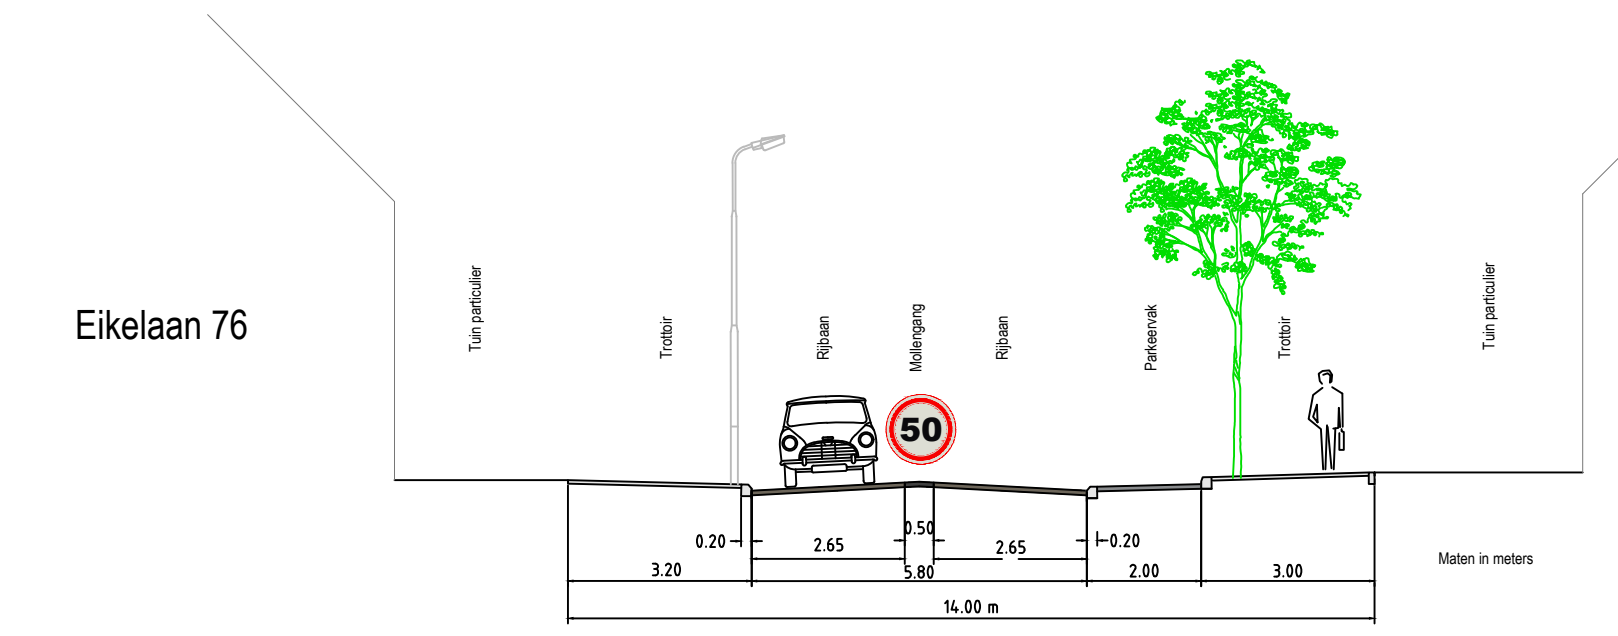 Eikelaan 76
Tuin particulier
Trottoir
Rijbaan
Mollengang
Rijbaan
Parkeervak
Trottoir
Tuin particulier
50
0.20
2.65
0.50
2.65
0.20
3.20
5.80
2.00
3.00
14.00 m
Maten in meters